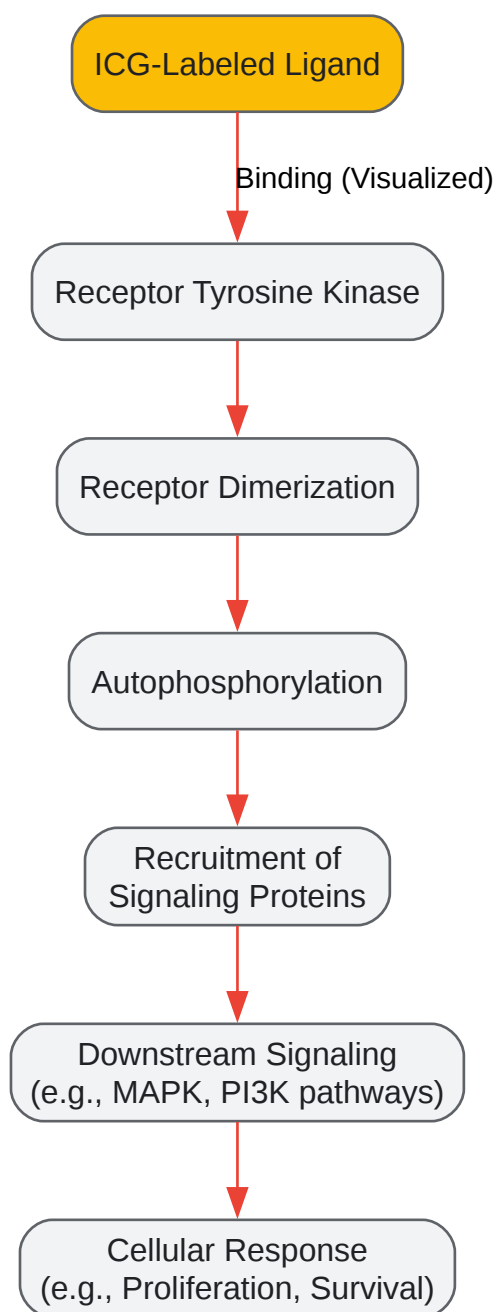 ICG-Labeled Ligand
Binding (Visualized)
Receptor Tyrosine Kinase
Receptor Dimerization
Autophosphorylation
Recruitment of
Signaling Proteins
Downstream Signaling
(e.g., MAPK, PI3K pathways)
Cellular Response
(e.g., Proliferation, Survival)